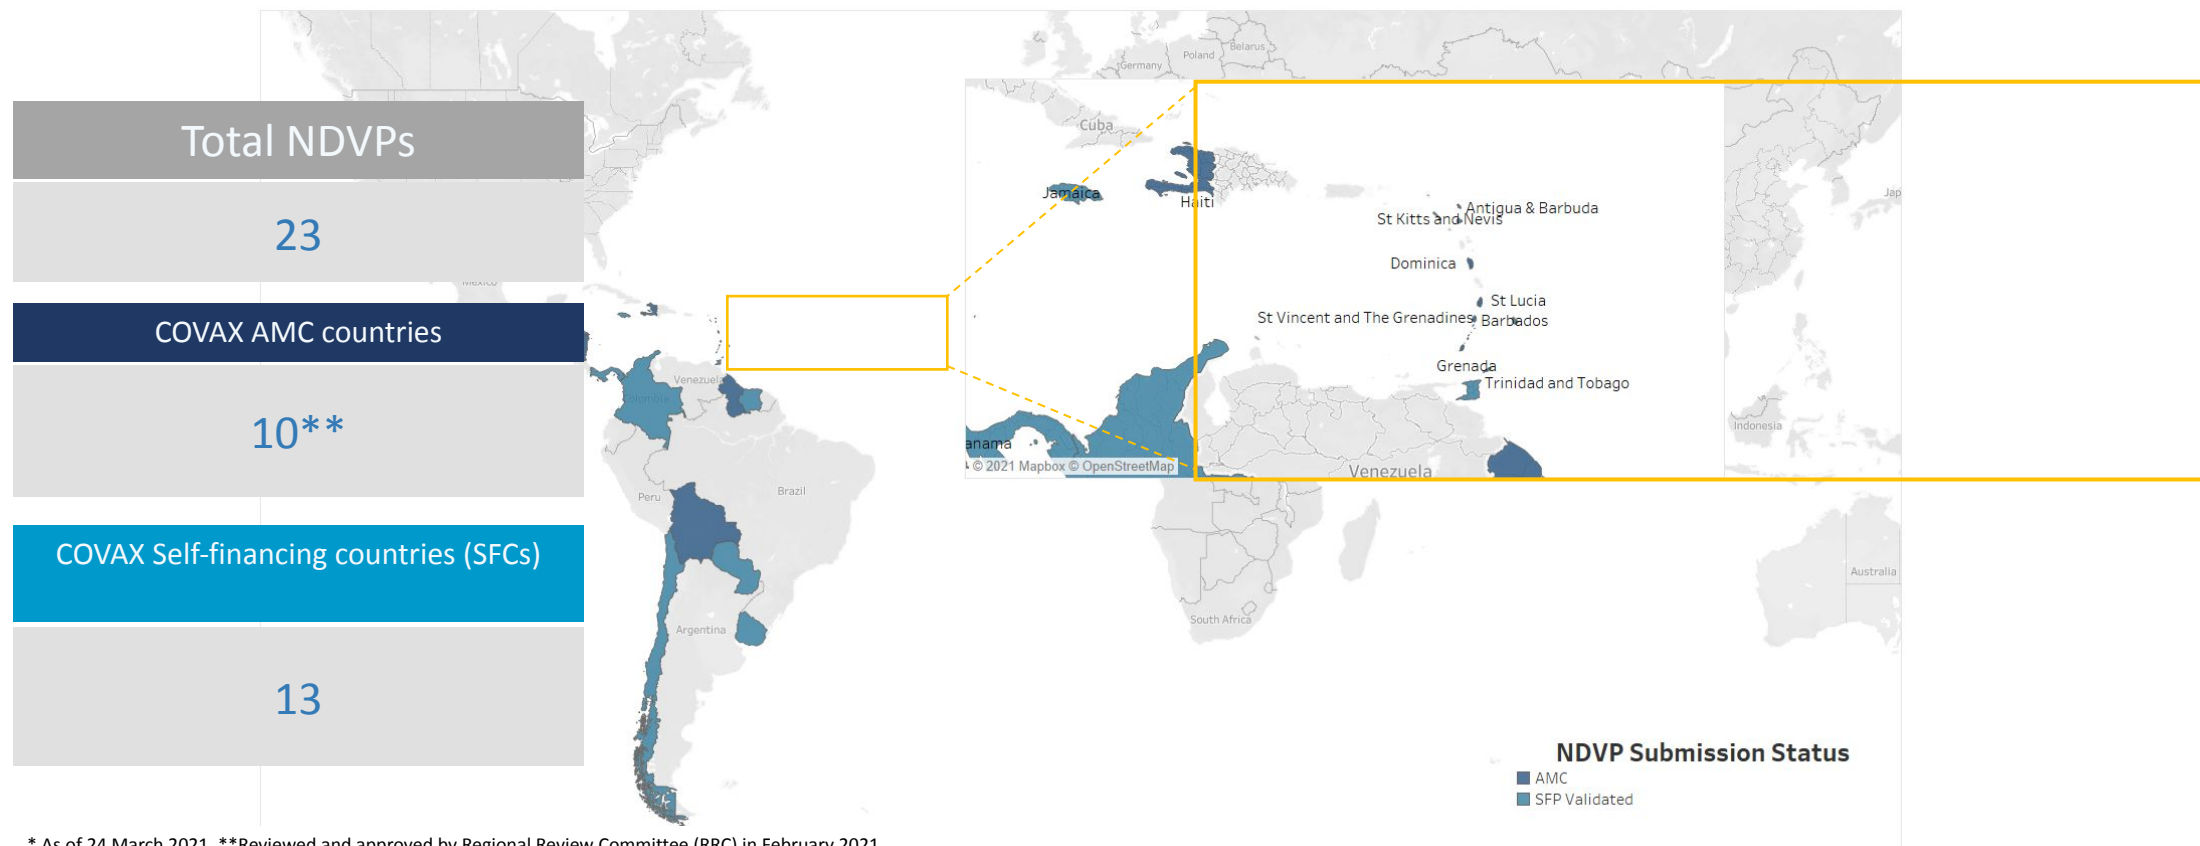 Total NDVPs
23
COVAX AMC countries
10**
COVAX Self-financing countries (SFCs)
13
Poland
Belarus
Germany
Cuba
Jamaica
Haiti
Antigua & Barbuda
St Kitts and Nevis
Dominica
St Lucia
St Vincent and The Grenadines
Barbados
Grenada
Trinidad and Tobago
anama
© 2021 Mapbox © OpenStreetMap
Venezuela
Jap
Mexico
Venezuela
Colombia
Peru
Brazil
Argentina
Indonesia
Australia
South Africa
NDVP Submission Status
AMC
SFP Validated
* As of 24 March 2021 **Reviewed and approved by Regional Review Committee (RRC) in February 2021